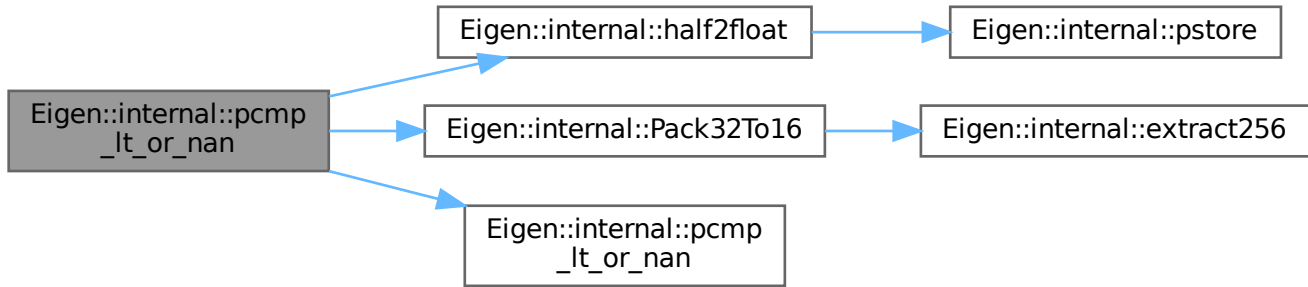 Eigen::internal::pcmp
_lt_or_nan
Eigen::internal::half2float
Eigen::internal::pstore
Eigen::internal::Pack32To16
Eigen::internal::extract256
Eigen::internal::pcmp
_lt_or_nan